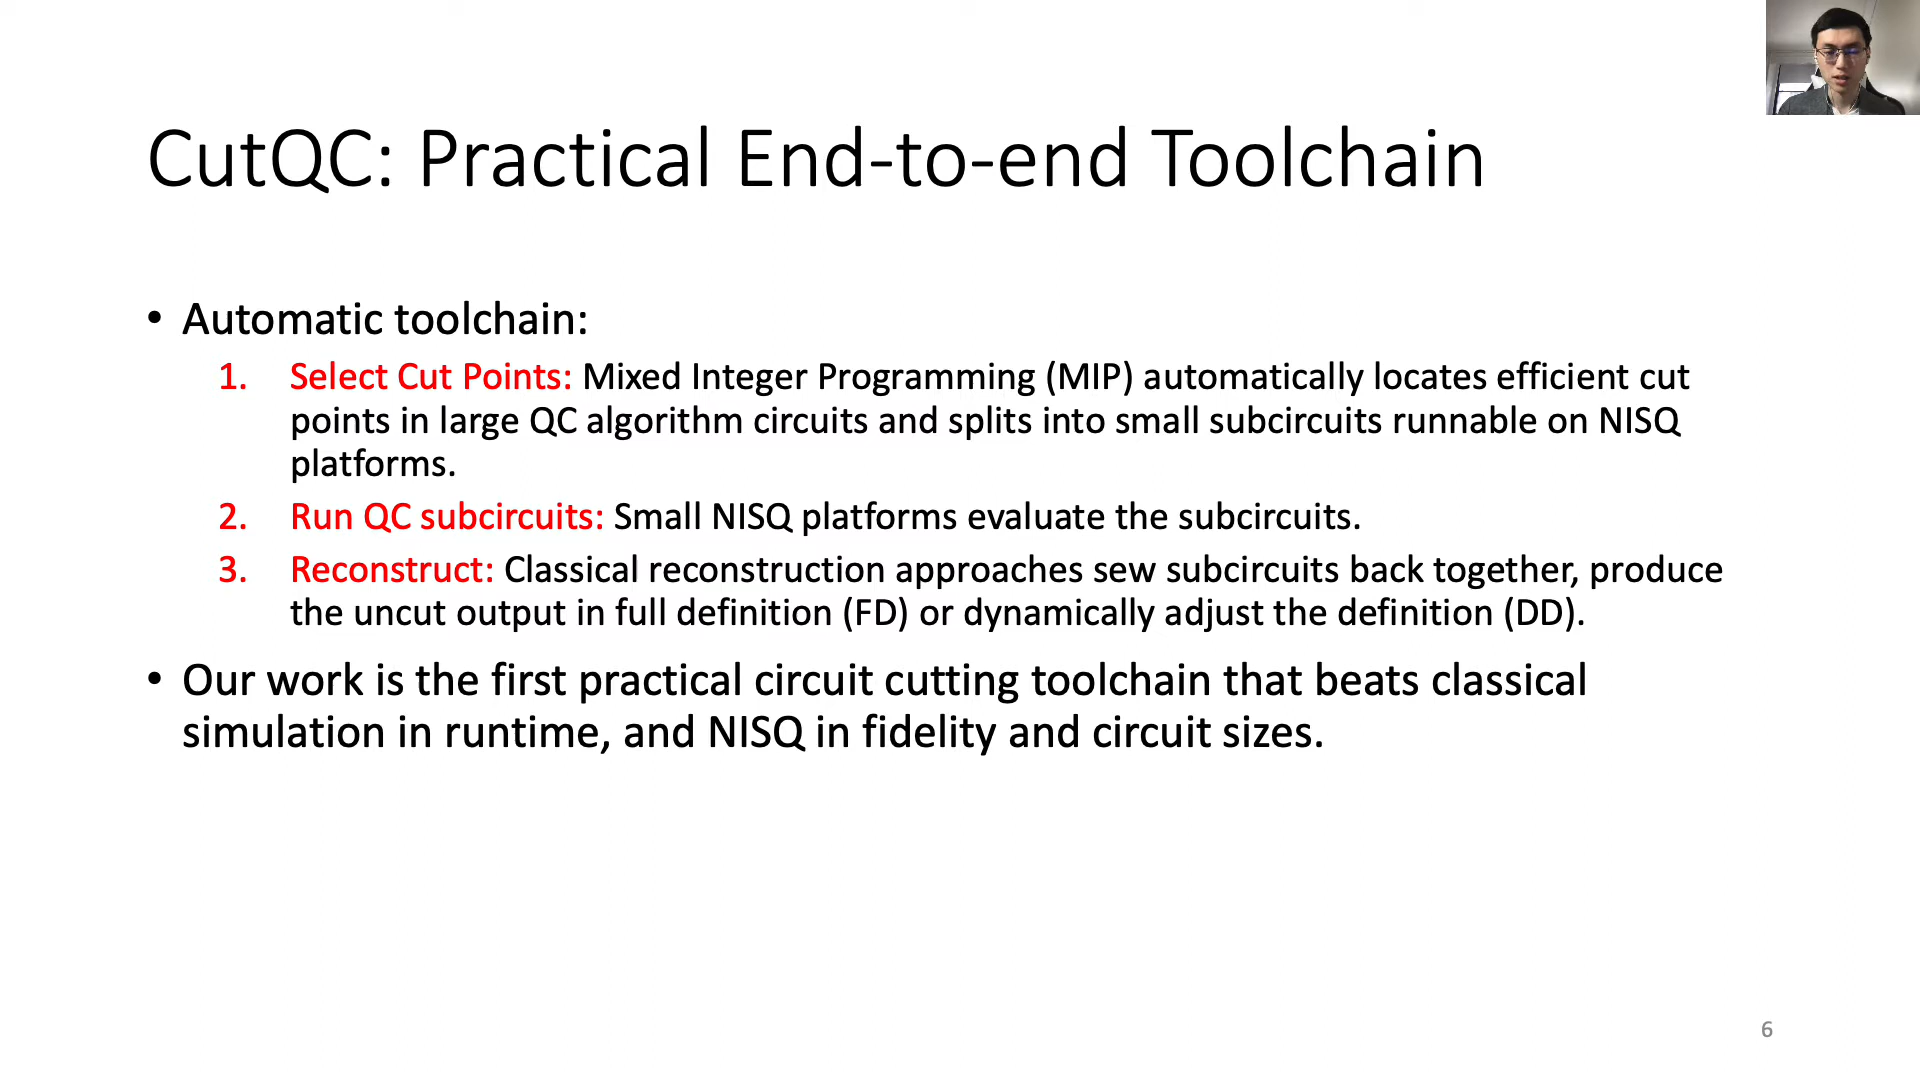 CutQC: Practical End-to-end Toolchain
• Automatic toolchain:
1. Select Cut Points: Mixed Integer Programming (MIP) automatically locates efficient cut
points in large QC algorithm circuits and splits into small subcircuits runnable on NISQ
platforms.
2. Run QC subcircuits: Small NISQ platforms evaluate the subcircuits.
3. Reconstruct: Classical reconstruction approaches sew subcircuits back together, produce
the uncut output in full definition (FD) or dynamically adjust the definition (DD).
• Our work is the first practical circuit cutting toolchain that beats classical
simulation in runtime, and NISQ in fidelity and circuit sizes.
6